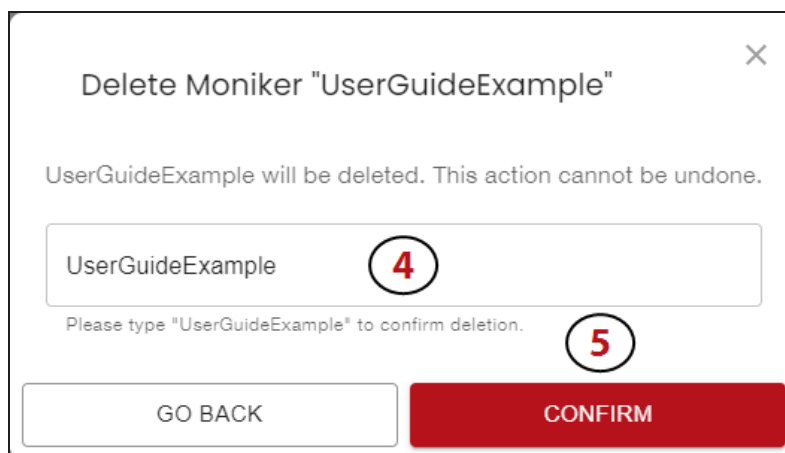 Delete Moniker "UserGuideExample"
UserGuideExample will be deleted. This action cannot be undone.
UserGuideExample 4
Please type "UserGuideExample" to confirm deletion.
5
GO BACK CONFIRM